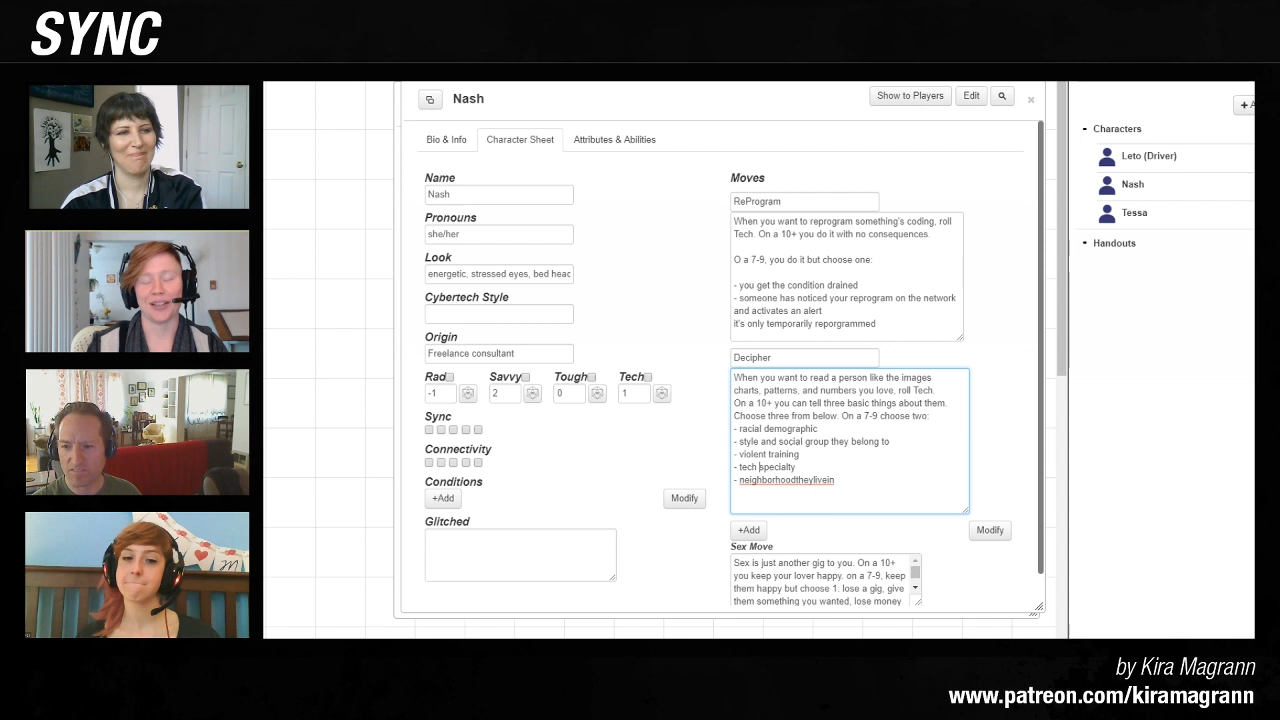 SYNC
Nash
Show to Players
Edit
Bio & Info
Character Sheet
Attributes & Abilities
Name
Nash
Pronouns
she/her
Look
energetic, stressed eyes, bed heac
Cybertech Style
Origin
Freelance consultant
Rad
Savvy
Tough
Tech
-1
2
0
1
Sync
Connectivity
Conditions
+Add
Modify
Glitched
Moves
ReProgram
When you want to reprogram something's coding, roll
Tech. On a 10+ you do it with no consequences.
O a 7-9, you do it but choose one:
- you get the condition drained
- someone has noticed your reprogram on the network
and activates an alert
it's only temporarily reporgrammed
Decipher
When you want to read a person like the images
charts, patterns, and numbers you love, roll Tech.
On a 10+ you can tell three basic things about them.
Choose three from below. On a 7-9 choose two:
- racial demographic
- style and social group they belong to
- violent training
- tech specialty
- neighborhoodtheylivein
+Add
Modify
Sex Move
Sex is just another gig to you. On a 10+
you keep your lover happy. on a 7-9, keep
them happy but choose 1: lose a gig, give
them something you wanted, lose money
+ A
Characters
Leto (Driver)
Nash
Tessa
Handouts
by Kira Magrann
www.patreon.com/kiramagrann